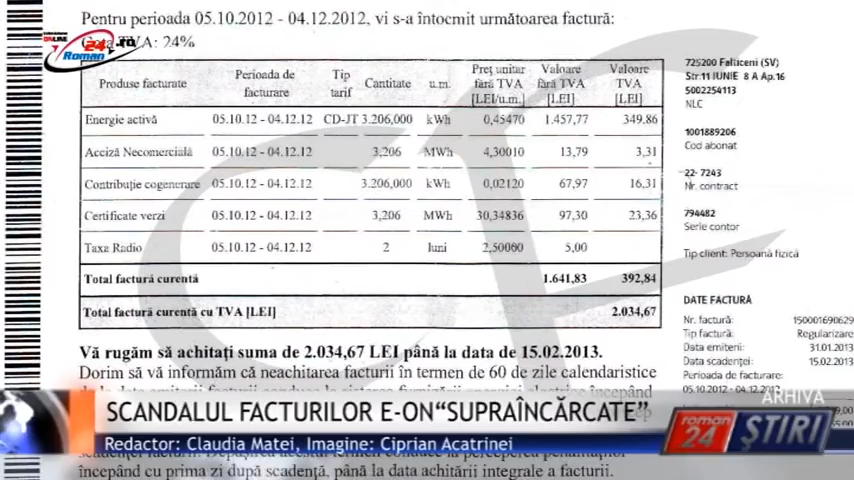 Pentru perioada 05.10.2012 - 04.12.2012, vi s-a întocmit următoarea factură:
TVA: 24%
ONLINE
Roman 24 .ro
Produse facturate Perioada de facturare Tip tarif Cantitate u.m. Preţ unitar fără TVA [LEI/u.m.] Valoare fără TVA [LEI] Valoare TVA [LEI]
Energie activă 05.10.12 - 04.12.12 CD-JT 3.206,000 kWh 0,45470 1.457,77 349,86
Acciză Necomercială 05.10.12 - 04.12.12 3,206 MWh 4,30010 13,79 3,31
Contribuţie cogenerare 05.10.12 - 04.12.12 3.206,000 kWh 0,02120 67,97 16,31
Certificate verzi 05.10.12 - 04.12.12 3,206 MWh 30,34836 97,30 23,36
Taxa Radio 05.10.12 - 04.12.12 2 luni 2,50000 5,00
Total factură curentă 1.641,83 392,84
Total factură curentă cu TVA [LEI] 2.034,67
Vă rugăm să achitaţi suma de 2.034,67 LEI până la data de 15.02.2013.
Dorim să vă informăm că neachitarea facturii în termen de 60 de zile calendaristice
începând cu prima zi după scadenţă, până la data achitării integrale a facturii.
725200 Falticeni (SV)
Str.11 IUNIE 8 A Ap.16
5002254113
NLC
1001889206
Cod abonat
22- 7243
Nr. contract
794482
Serie contor
Tip client: Persoană fizică
DATE FACTURĂ
Nr. factură: 150001690629
Tip factură: Regularizare
Data emiterii: 31.01.2013
Data scadenţei: 15.02.2013
Perioada de facturare:
05.10.2012 - 04.12.2012
ARHIVA
SCANDALUL FACTURILOR E-ON“SUPRAÎNCĂRCATE”
Redactor: Claudia Matei, Imagine: Ciprian Acatrinei
roman 24 ŞTIRI